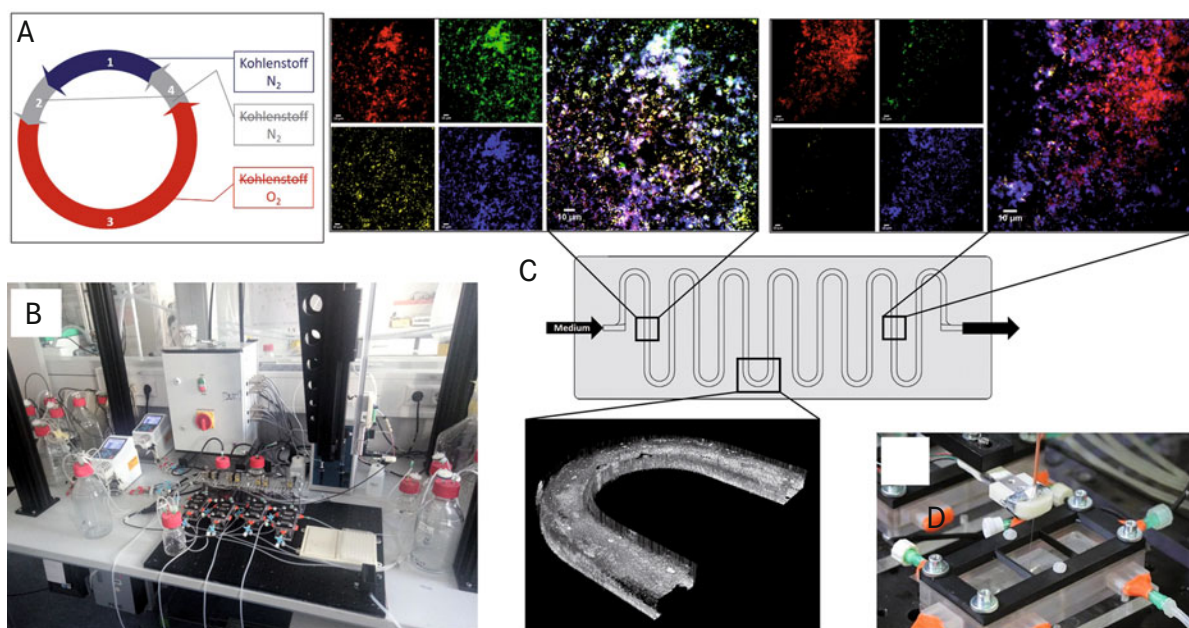 A
1
2
4
3
Kohlenstoff
N₂
Kohlenstoff
N₂
Kohlenstoff
O₂
10 µm
10 µm
B
C
Medium
D